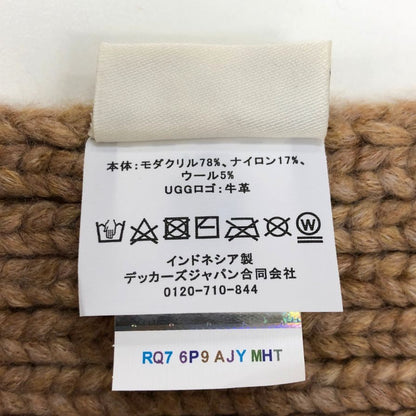 本体：モダクリル78%、ナイロン17%、
ウール5%
UGGロゴ：牛革
W
インドネシア製
デッカーズジャパン合同会社
0120-710-844
RQ7 6P9 AJY MHT